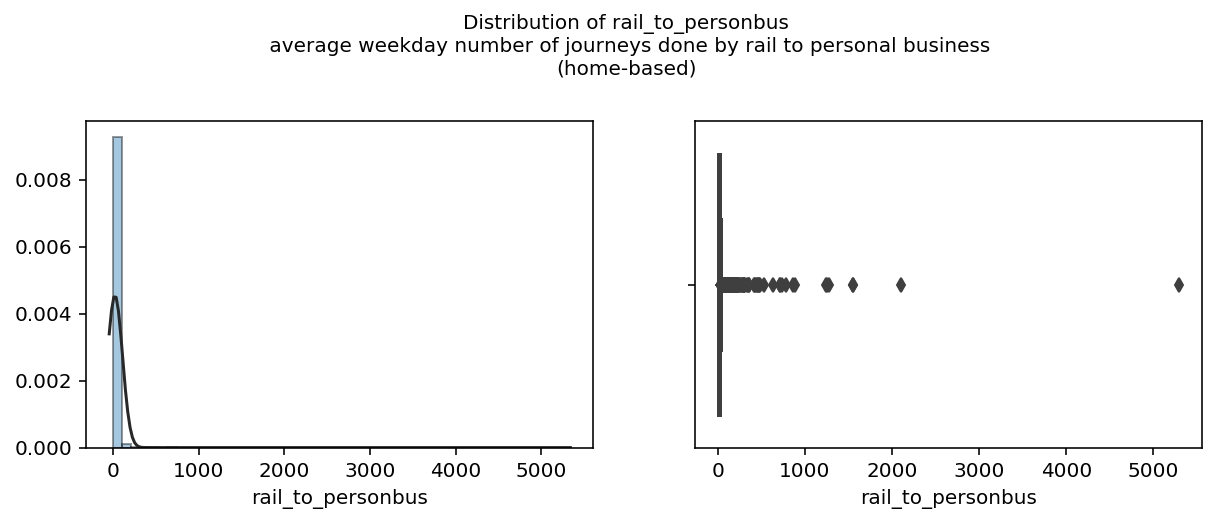 Distribution of rail_to_personbus
average weekday number of journeys done by rail to personal business
(home-based)
0.008
0.006
0.004
0.002
0.000
0 1000 2000 3000 4000 5000
rail_to_personbus
0 1000 2000 3000 4000 5000
rail_to_personbus